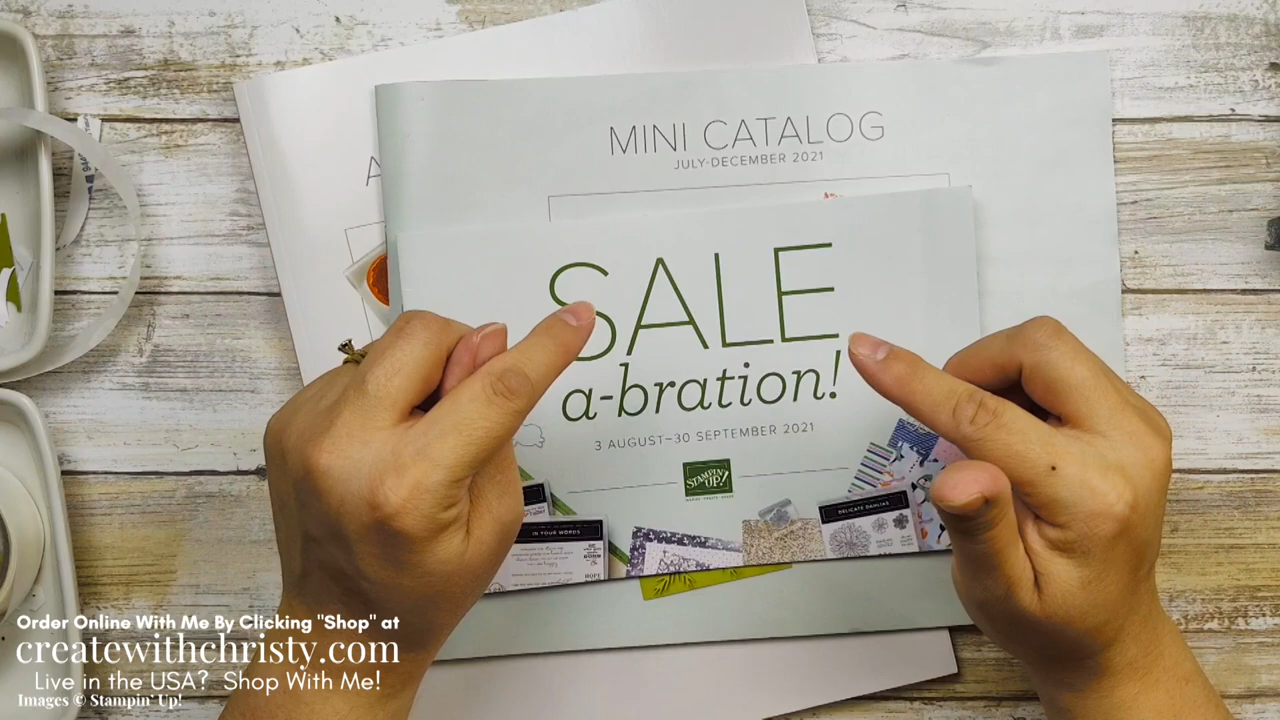 MINI CATALOG
JULY-DECEMBER 2021
A
SALE
a-bration!
3 AUGUST–30 SEPTEMBER 2021
STAMPIN' UP!
IN YOUR WORDS
HOPE
DELICATE DAHLIAS
Order Online With Me By Clicking "Shop" at
createwithchristy.com
Live in the USA? Shop With Me!
Images © Stampin' Up!